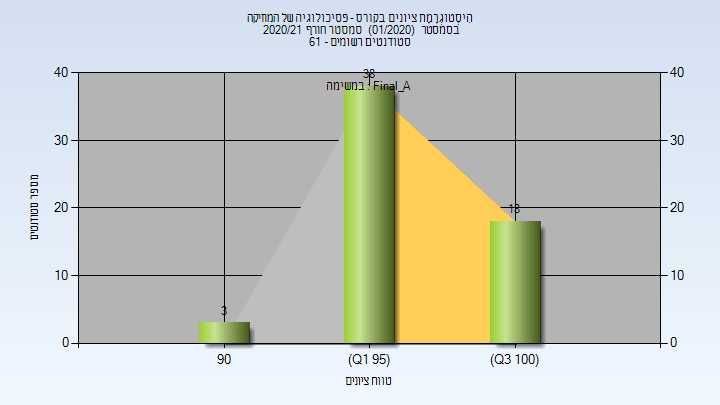 היסטוגרמת ציונים בקורס - פסיכולוגיה של המוזיקה
בסמסטר (01/2020) סמסטר חורף 2020/21
סטודנטים רשומים - 61
במשימה : Final_A
40
30
20
10
0
40
30
20
10
0
3
38
18
90
(Q1 95)
(Q3 100)
מספר סטודנטים
טווח ציונים